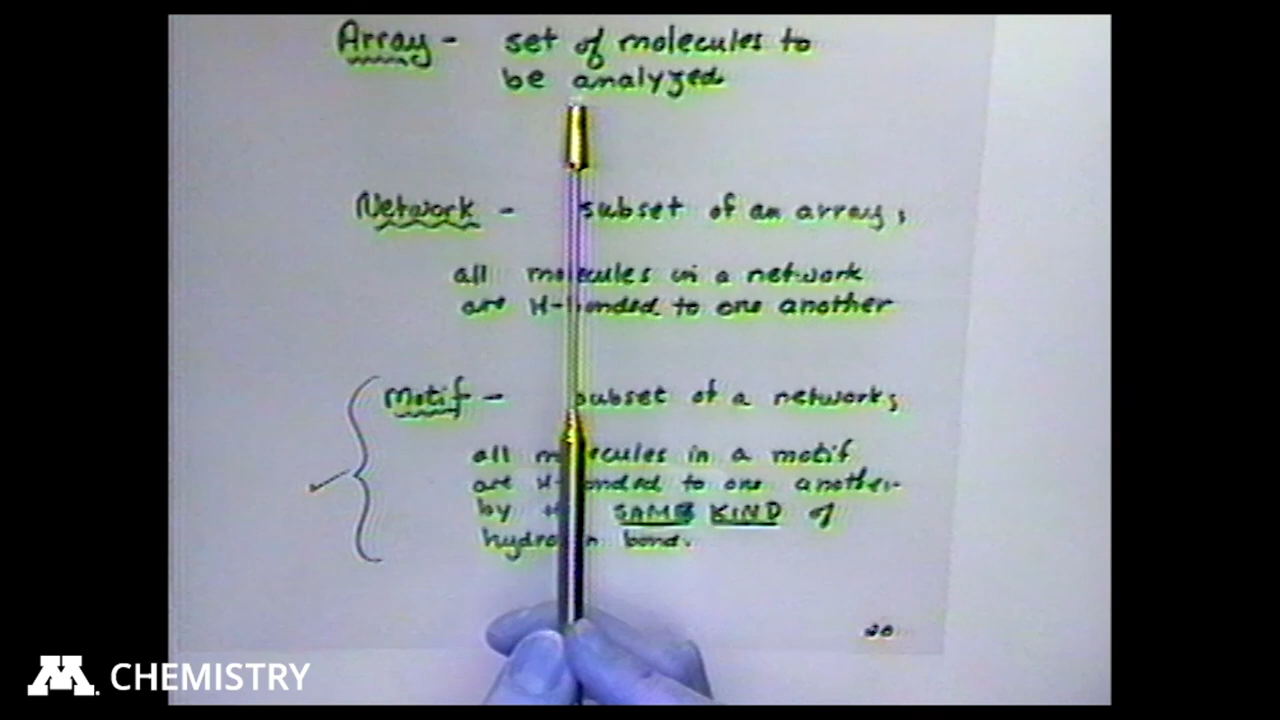 Array - set of molecules to
be analyzed
Network - subset of an array;
all molecules in a network
are H-bonded to one another
Motif - subset of a network;
all molecules in a motif
are H-bonded to one another
by SAME KIND of
hydrogen bond.
20
M. CHEMISTRY